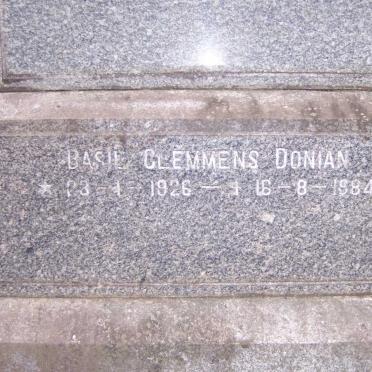 BASIL CLEMMENS DONIAN
* 23-1-1926 — † 16-8-1984